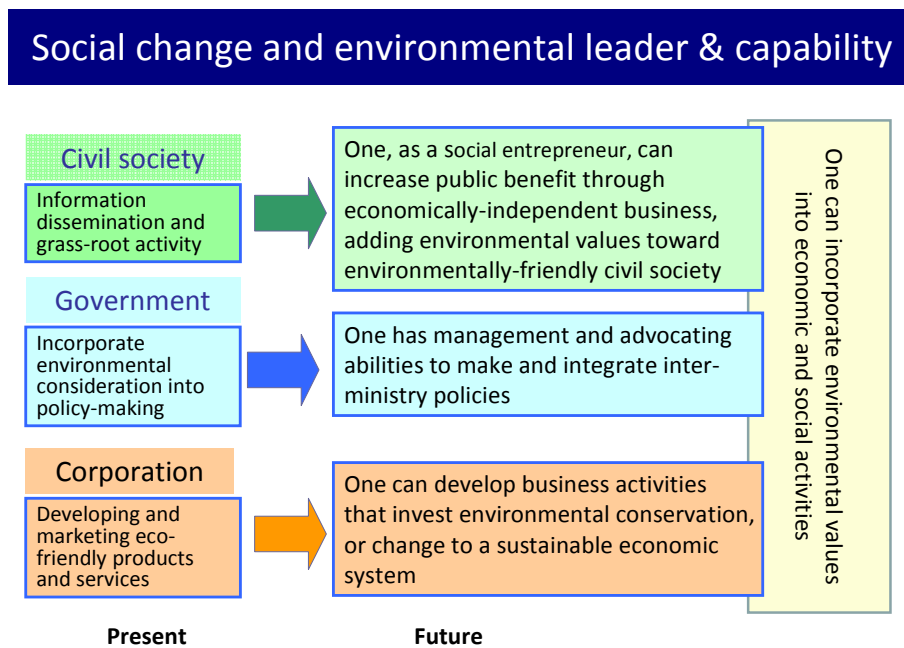 Social change and environmental leader & capability
Civil society
Information
dissemination and
grass-root activity
One, as a social entrepreneur, can
increase public benefit through
economically-independent business,
adding environmental values toward
environmentally-friendly civil society
Government
Incorporate
environmental
consideration into
policy-making
One has management and advocating
abilities to make and integrate inter-
ministry policies
Corporation
Developing and
marketing eco-
friendly products
and services
One can develop business activities
that invest environmental conservation,
or change to a sustainable economic
system
One can incorporate environmental values
into economic and social activities
Present
Future